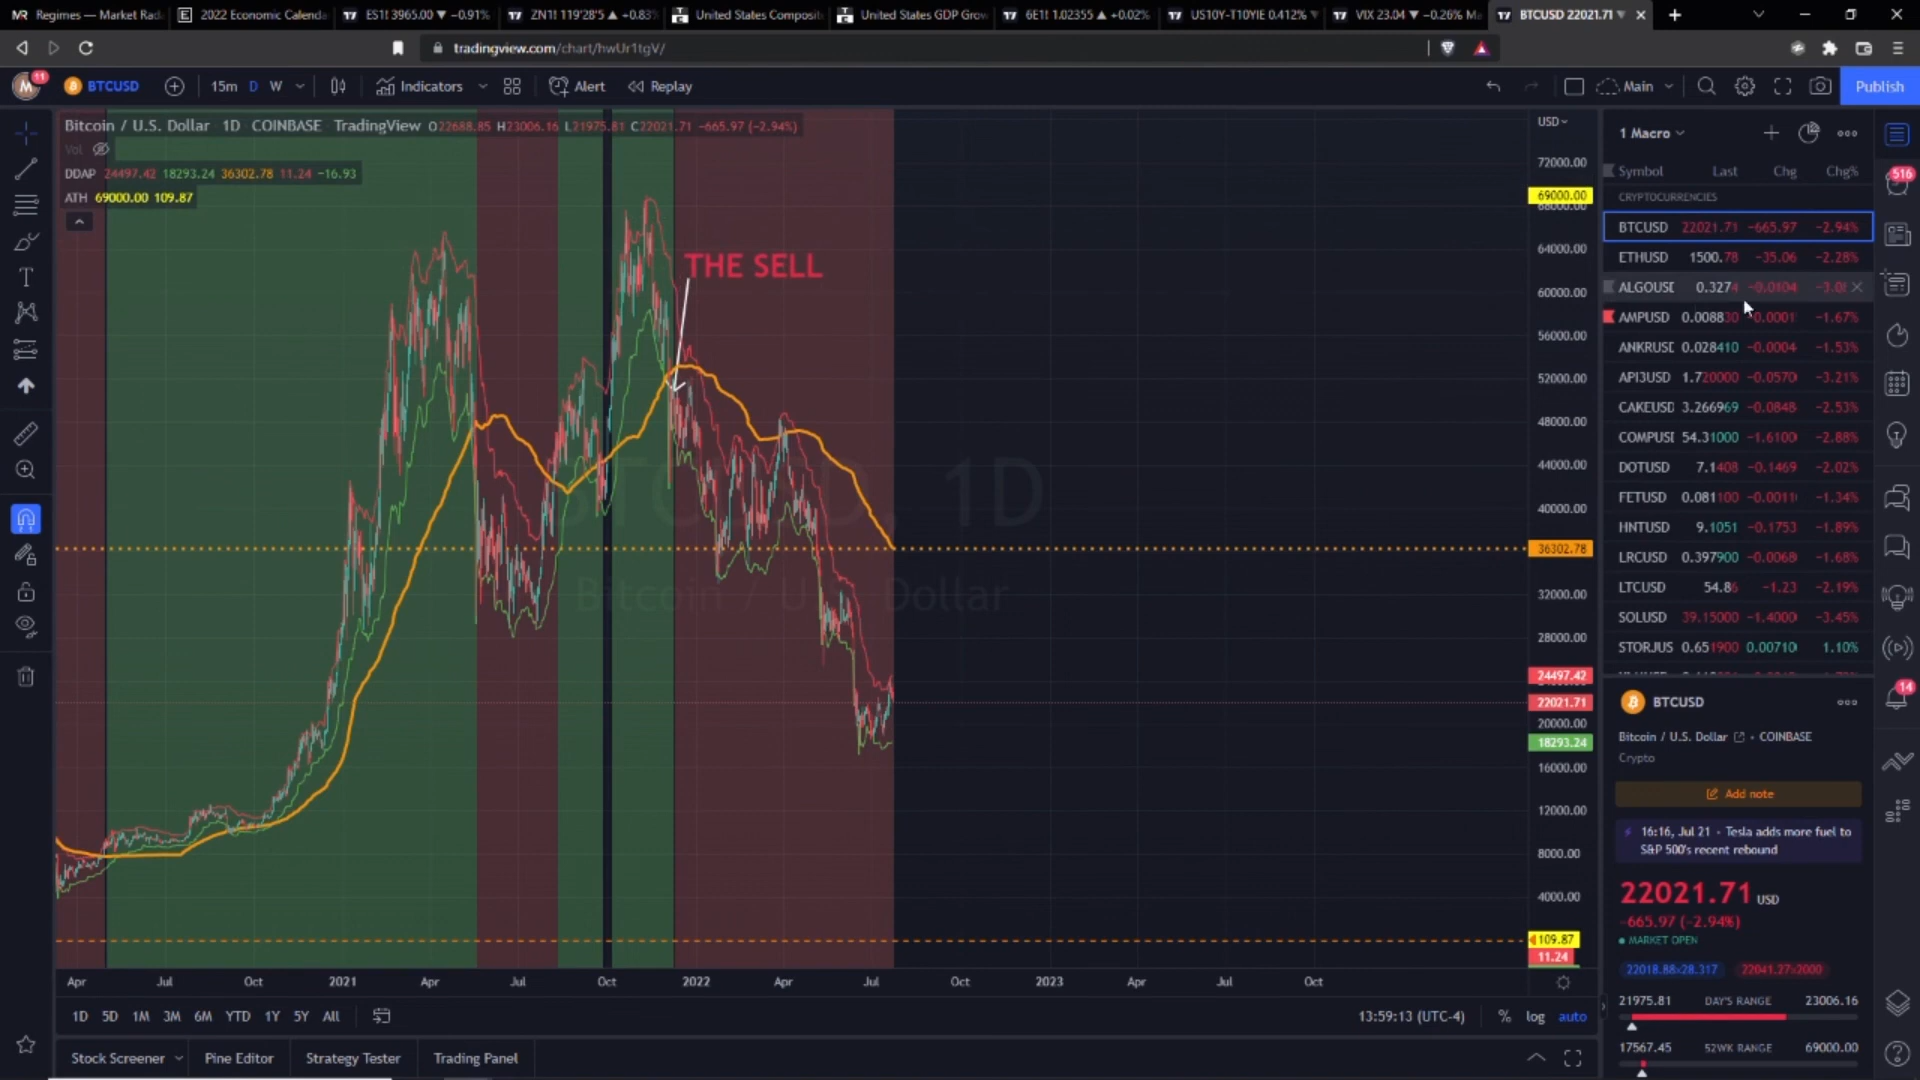 Regimes — Market Rad
2022 Economic Calenda
ES1! 3965.00 ▼ −0.91%
ZN1! 119'28'5 ▲ +0.83%
United States Composit
United States GDP Grow
6E1! 1.02355 ▲ +0.02%
US10Y-T10YIE 0.412%
VIX 23.04 ▼ −0.26% Ma
BTCUSD 22021.71 ▼
tradingview.com/chart/hwUr1tgV/
M 11 BTCUSD 15m D W Indicators Alert Replay Main Publish
Bitcoin / U.S. Dollar 1D COINBASE TradingView O22688.85 H23006.16 L21975.81 C22021.71 −665.97 (−2.94%)
Vol
DDAP 24497.42 18293.24 36302.78 11.24 −16.93
ATH 69000.00 109.87
THE SELL
BTCUSD, 1D
Bitcoin / U.S. Dollar
USD
72000.00
69000.00
68000.00
64000.00
60000.00
56000.00
52000.00
48000.00
44000.00
40000.00
36302.78
32000.00
28000.00
24497.42
22021.71
20000.00
18293.24
16000.00
12000.00
8000.00
4000.00
109.87
11.24
Apr Jul Oct 2021 Apr Jul Oct 2022 Apr Jul Oct 2023 Apr Jul Oct
1D 5D 1M 3M 6M YTD 1Y 5Y All 13:59:13 (UTC-4) % log auto
Stock Screener Pine Editor Strategy Tester Trading Panel
1 Macro
Symbol Last Chg Chg%
CRYPTOCURRENCIES
BTCUSD 22021.71 −665.97 −2.94%
ETHUSD 1500.78 −35.06 −2.28%
ALGOUSD 0.3274 −0.0104 −3.0
AMPUSD 0.008830 −0.0001 −1.67%
ANKRUSD 0.028410 −0.0004 −1.53%
API3USD 1.720000 −0.0570 −3.21%
CAKEUSD 3.266969 −0.0848 −2.53%
COMPUSD 54.31000 −1.6100 −2.88%
DOTUSD 7.1408 −0.1469 −2.02%
FETUSD 0.081100 −0.0011 −1.34%
HNTUSD 9.1051 −0.1753 −1.89%
LRCUSD 0.397900 −0.0068 −1.68%
LTCUSD 54.86 −1.23 −2.19%
SOLUSD 39.15000 −1.4000 −3.45%
STORJUS 0.651900 0.00710 1.10%
BTCUSD
Bitcoin / U.S. Dollar • COINBASE
Crypto
Add note
16:16, Jul 21 • Tesla adds more fuel to
S&P 500's recent rebound
22021.71 USD
−665.97 (−2.94%)
MARKET OPEN
22018.88×28.317 22041.27×2000
21975.81 DAY'S RANGE 23006.16
17567.45 52WK RANGE 69000.00
516
14